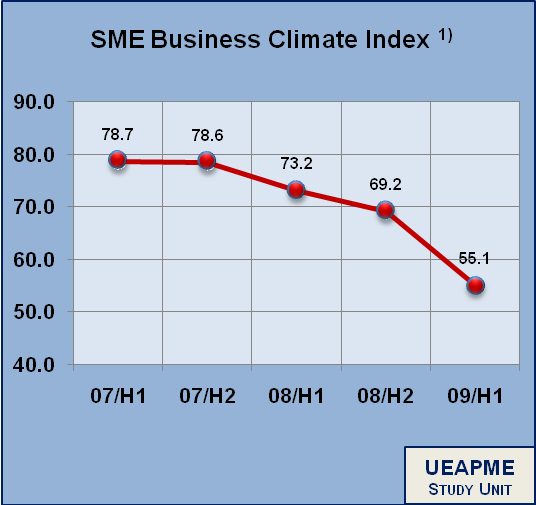 SME Business Climate Index 1)
90.0
80.0
70.0
60.0
50.0
40.0
78.7
78.6
73.2
69.2
55.1
07/H1 07/H2 08/H1 08/H2 09/H1
UEAPME
STUDY UNIT